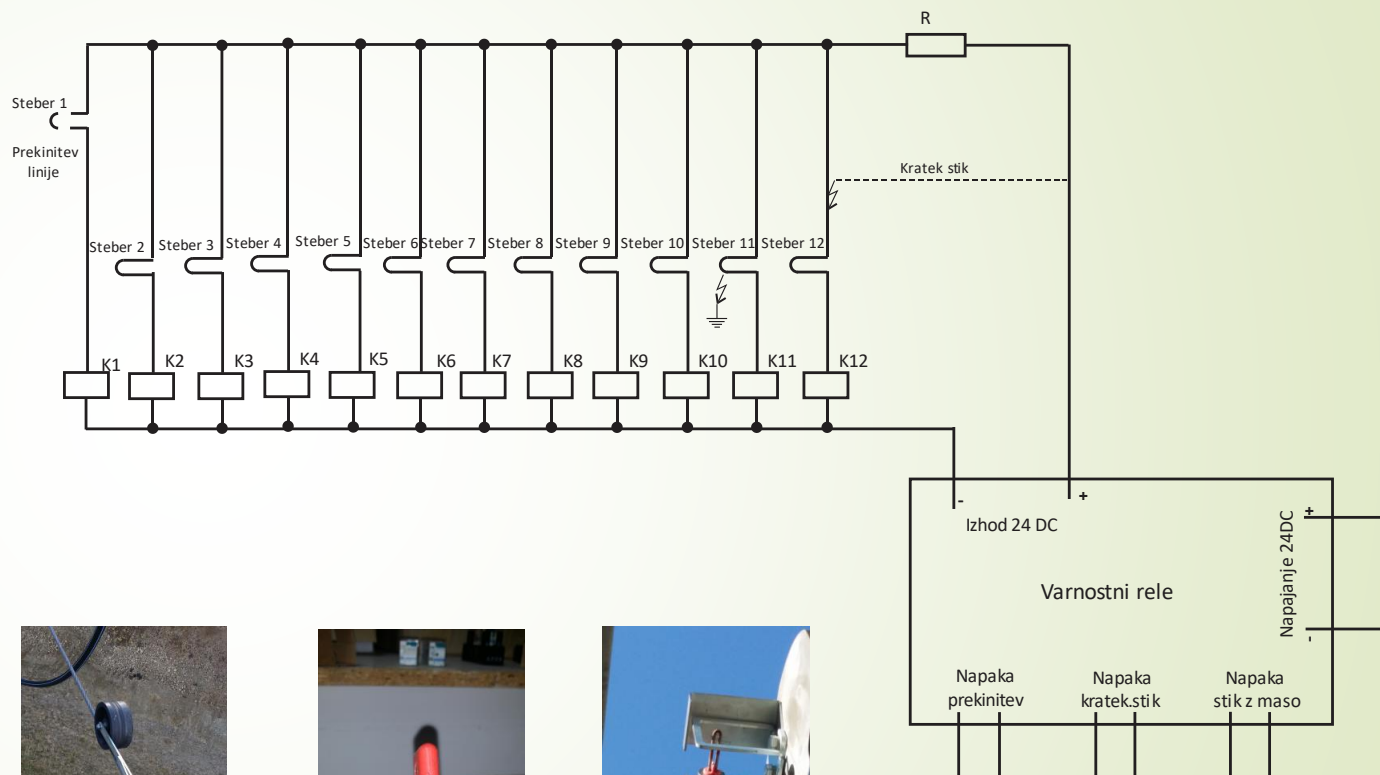 R
Steber 1
Prekinitev
linije
Kratek stik
Steber 2
Steber 3
Steber 4
Steber 5
Steber 6
Steber 7
Steber 8
Steber 9
Steber 10
Steber 11
Steber 12
K1
K2
K3
K4
K5
K6
K7
K8
K9
K10
K11
K12
-
+
Izhod 24 DC
+
Napajanje 24DC
-
Varnostni rele
Napaka
prekinitev
Napaka
kratek.stik
Napaka
stik z maso